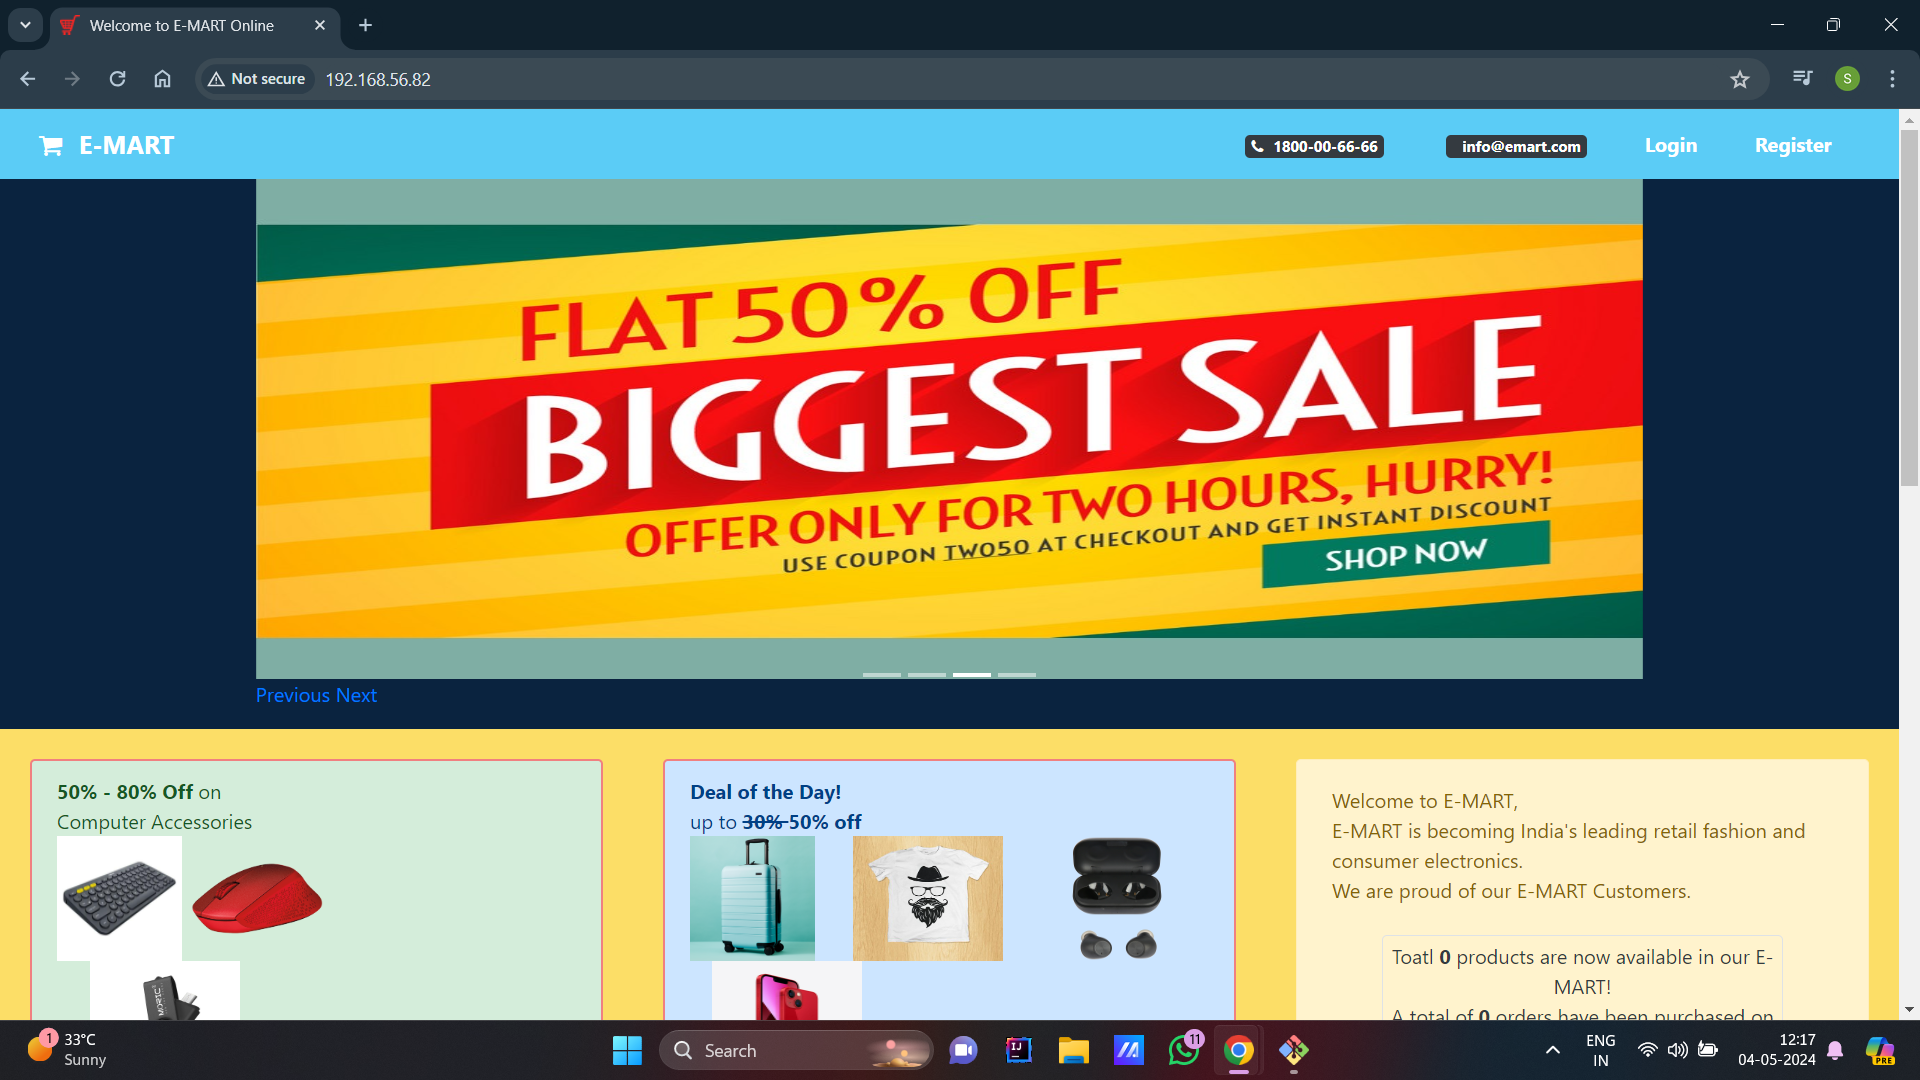 Welcome to E-MART Online
Not secure
192.168.56.82
S
E-MART
1800-00-66-66
info@emart.com
Login
Register
FLAT 50% OFF
BIGGEST SALE
OFFER ONLY FOR TWO HOURS, HURRY!
USE COUPON TWO50 AT CHECKOUT AND GET INSTANT DISCOUNT
SHOP NOW
Previous Next
50% - 80% Off on
Computer Accessories
Deal of the Day!
up to 30% 50% off
Welcome to E-MART,
E-MART is becoming India's leading retail fashion and
consumer electronics.
We are proud of our E-MART Customers.
Toatl 0 products are now available in our E-
MART!
A total of 0 orders have been purchased on
1
33°C
Sunny
Search
11
ENG
IN
12:17
04-05-2024
PRE